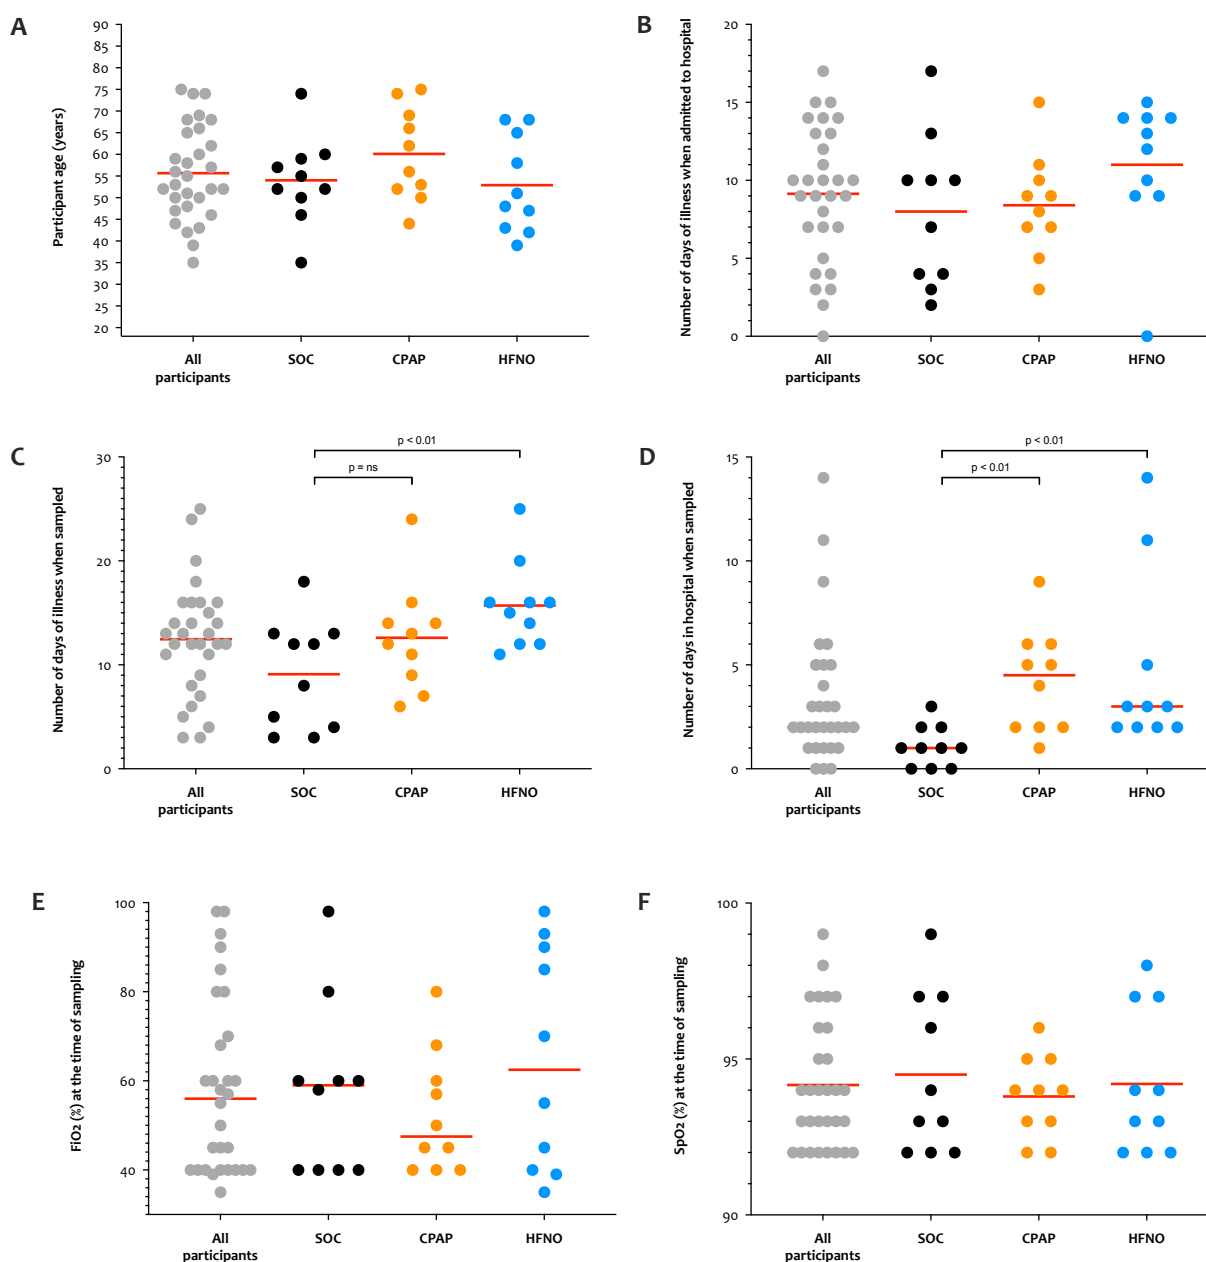 A
Participant age (years)
90
85
80
75
70
65
60
55
50
45
40
35
30
25
20
All participants
SOC
CPAP
HFNO
B
Number of days of illness when admitted to hospital
20
15
10
5
0
All participants
SOC
CPAP
HFNO
C
Number of days of illness when sampled
30
20
10
0
p < 0.01
p = ns
All participants
SOC
CPAP
HFNO
D
Number of days in hospital when sampled
15
10
5
0
p < 0.01
p < 0.01
All participants
SOC
CPAP
HFNO
E
FiO2 (%) at the time of sampling
100
80
60
40
All participants
SOC
CPAP
HFNO
F
SpO2 (%) at the time of sampling
100
95
90
All participants
SOC
CPAP
HFNO